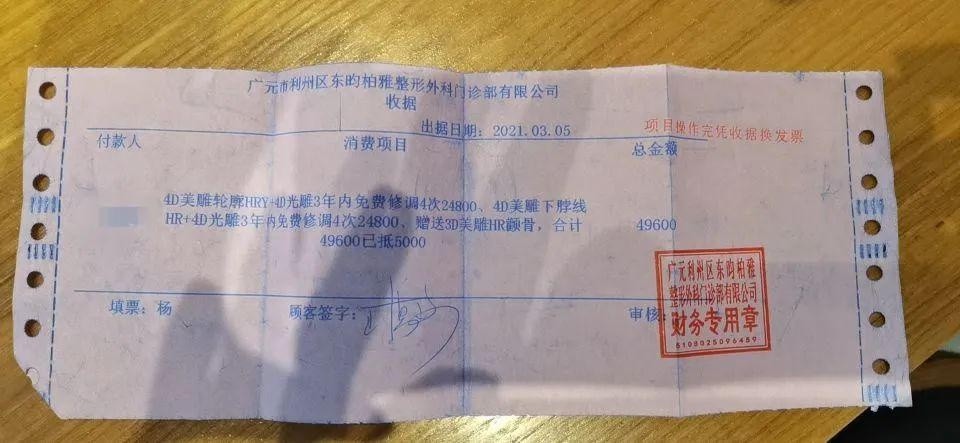 广元市利州区东昀柏雅整形外科门诊部有限公司
收据
出据日期：2021.03.05
项目操作完凭收据换发票
付款人 消费项目 总金额
4D美雕轮廓HRY+4D光雕3年内免费修调4次24800、4D美雕下脖线
HR+4D光雕3年内免费修调4次24800、赠送3D美雕HR颧骨，合计
49600已抵5000
49600
填票：杨 顾客签字： 审核：
广元利州区东昀柏雅
整形外科门诊部有限公司
财务专用章
5108025096459